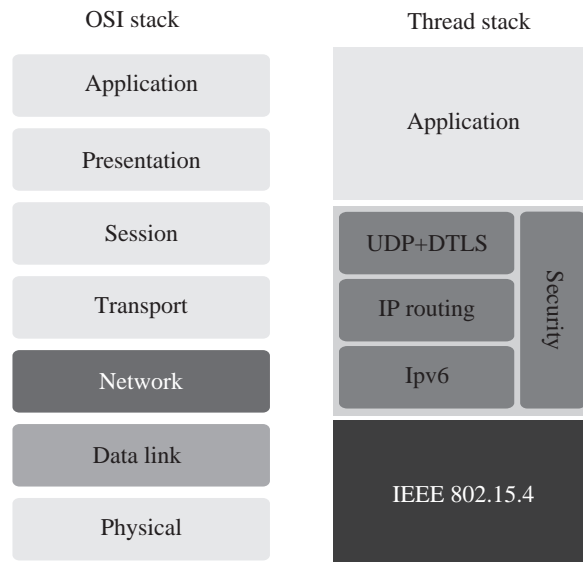 OSI stack
Application
Presentation
Session
Transport
Network
Data link
Physical
Thread stack
Application
UDP+DTLS
IP routing
Ipv6
Security
IEEE 802.15.4